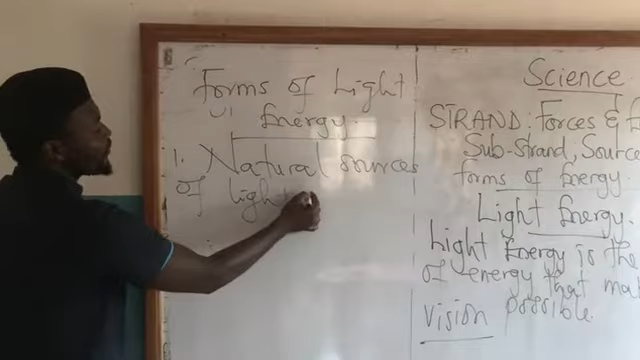 Forms of Light
Energy.
1. Natural sources
of light
Science
STRAND: Forces &
Sub-strand, Source
forms of Energy.
Light Energy.
Light Energy is the
of energy that
vision possible.